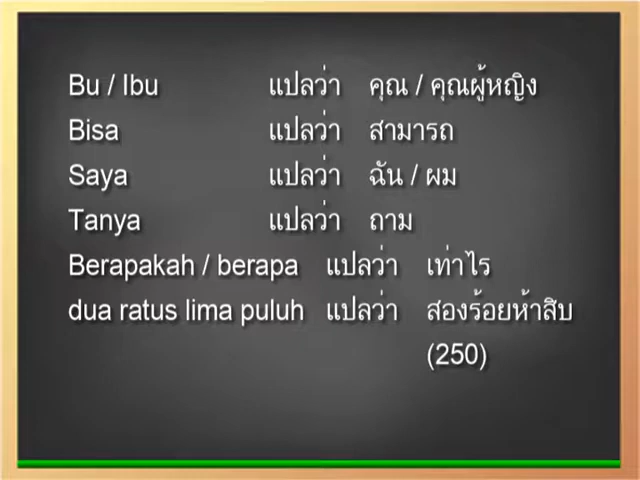 Bu / Ibu แปลว่า คุณ / คุณผู้หญิง
Bisa แปลว่า สามารถ
Saya แปลว่า ฉัน / ผม
Tanya แปลว่า ถาม
Berapakah / berapa แปลว่า เท่าไร
dua ratus lima puluh แปลว่า สองร้อยห้าสิบ
(250)